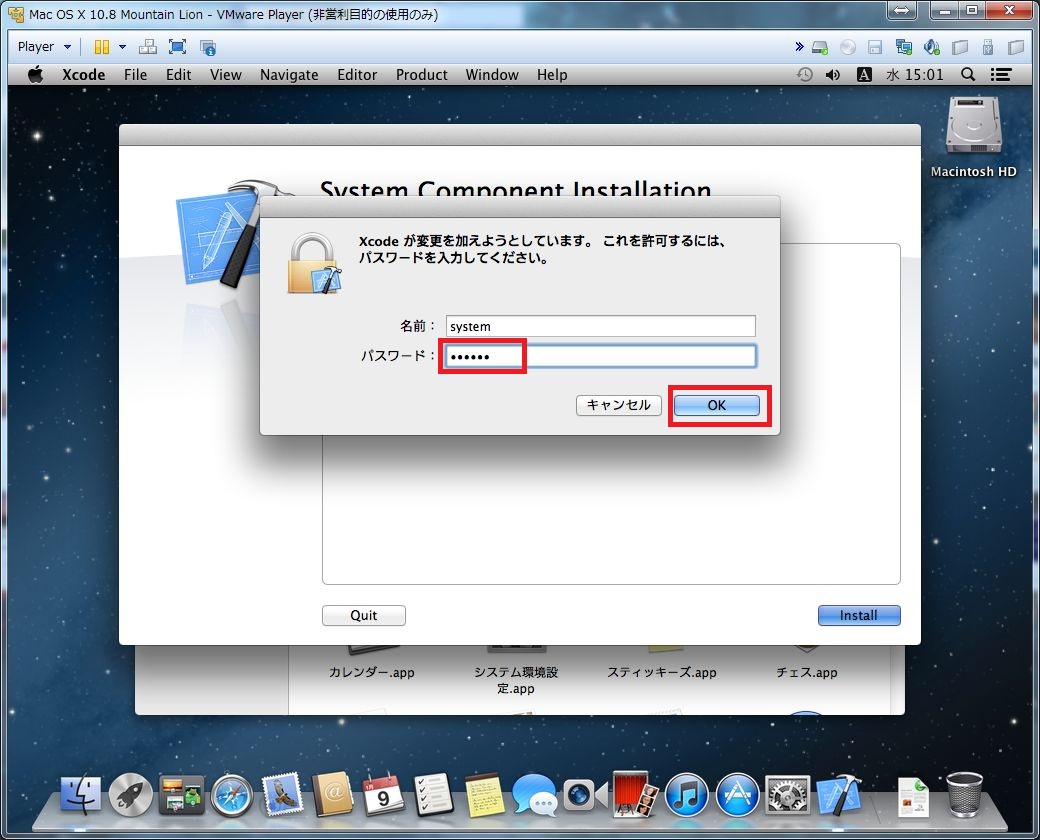 Mac OS X 10.8 Mountain Lion - VMware Player (非営利目的の使用のみ)
Player
Xcode File Edit View Navigate Editor Product Window Help
A 水 15:01
Macintosh HD
System Component Installation
Xcode が変更を加えようとしています。 これを許可するには、
パスワードを入力してください。
名前： system
パスワード： ••••••
キャンセル OK
Quit Install
カレンダー.app システム環境設 スティッキーズ.app チェス.app
定.app
9